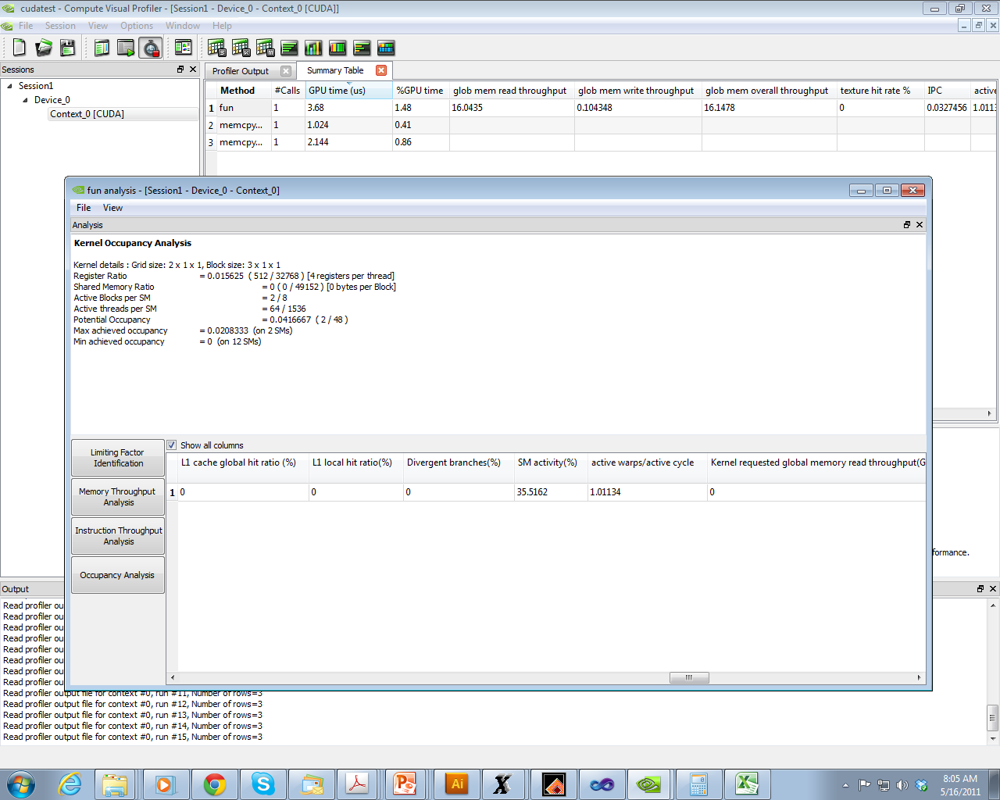 cudatest - Compute Visual Profiler - [Session1 - Device_0 - Context_0 [CUDA]]
File Session View Options Window Help
Sessions
Profiler Output Summary Table
Session1
Device_0
Context_0 [CUDA]
Method #Calls GPU time (us) %GPU time glob mem read throughput glob mem write throughput glob mem overall throughput texture hit rate % IPC active
1 fun 1 3.68 1.48 16.0435 0.104348 16.1478 0 0.0327456 1.0113
2 memcpy... 1 1.024 0.41
3 memcpy... 1 2.144 0.86
fun analysis - [Session1 - Device_0 - Context_0]
File View
Analysis
Kernel Occupancy Analysis
Kernel details : Grid size: 2 x 1 x 1, Block size: 3 x 1 x 1
Register Ratio = 0.015625 ( 512 / 32768 ) [4 registers per thread]
Shared Memory Ratio = 0 ( 0 / 49152 ) [0 bytes per Block]
Active Blocks per SM = 2 / 8
Active threads per SM = 64 / 1536
Potential Occupancy = 0.0416667 ( 2 / 48 )
Max achieved occupancy = 0.0208333 (on 2 SMs)
Min achieved occupancy = 0 (on 12 SMs)
Limiting Factor
Identification
Memory Throughput
Analysis
Instruction Throughput
Analysis
Occupancy Analysis
Show all columns
L1 cache global hit ratio (%) L1 local hit ratio(%) Divergent branches(%) SM activity(%) active warps/active cycle Kernel requested global memory read throughput(G
1 0 0 0 35.5162 1.01134 0
formance.
Output
Read profiler ou
Read profiler ou
Read profiler ou
Read profiler ou
Read profiler ou
Read profiler ou
Read profiler ou
Read profiler ou
Read profiler output file for context #0, run #11, Number of rows=3
Read profiler output file for context #0, run #12, Number of rows=3
Read profiler output file for context #0, run #13, Number of rows=3
Read profiler output file for context #0, run #14, Number of rows=3
Read profiler output file for context #0, run #15, Number of rows=3
Ai
8:05 AM
5/16/2011